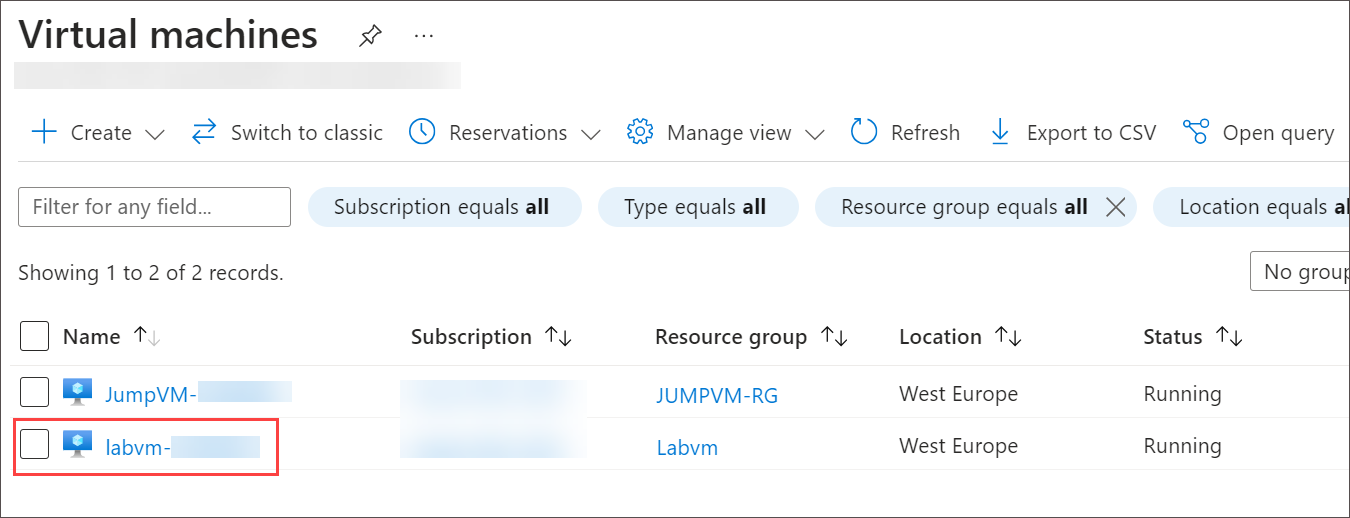 Virtual machines
Create Switch to classic Reservations Manage view Refresh Export to CSV Open query
Filter for any field... Subscription equals all Type equals all Resource group equals all Location equals
Showing 1 to 2 of 2 records.
No
Name Subscription Resource group Location Status
JumpVM- JUMPVM-RG West Europe Running
labvm- Labvm West Europe Running